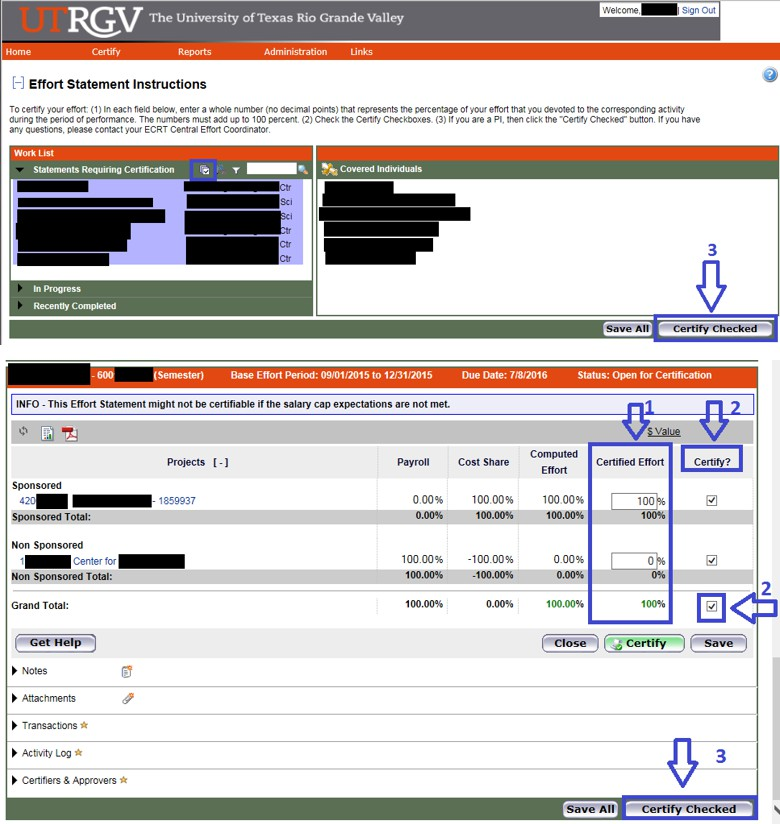 UTRGV The University of Texas Rio Grande Valley
Welcome, | Sign Out
Home Certify Reports Administration Links
[-] Effort Statement Instructions
To certify your effort: (1) In each field below, enter a whole number (no decimal points) that represents the percentage of your effort that you devoted to the corresponding activity
during the period of performance. The numbers must add up to 100 percent. (2) Check the Certify Checkboxes. (3) If you are a PI, then click the "Certify Checked" button. If you have
any questions, please contact your ECRT Central Effort Coordinator.
Work List
Statements Requiring Certification
Covered Individuals
Ctr
Sci
Sci
Ctr
Ctr
Ctr
3
In Progress
Recently Completed
Save All Certify Checked
- 600 (Semester) Base Effort Period: 09/01/2015 to 12/31/2015 Due Date: 7/8/2016 Status: Open for Certification
INFO - This Effort Statement might not be certifiable if the salary cap expectations are not met.
1 2
$ Value
Projects [-] Payroll Cost Share Computed Effort Certified Effort Certify?
Sponsored
420 - 1859937 0.00% 100.00% 100.00% 100 %
Sponsored Total: 0.00% 100.00% 100.00% 100%
Non Sponsored
1 Center for 100.00% -100.00% 0.00% 0 %
Non Sponsored Total: 100.00% -100.00% 0.00% 0%
2
Grand Total: 100.00% 0.00% 100.00% 100%
Get Help Close Certify Save
Notes
Attachments
Transactions
Activity Log
3
Certifiers & Approvers
Save All Certify Checked